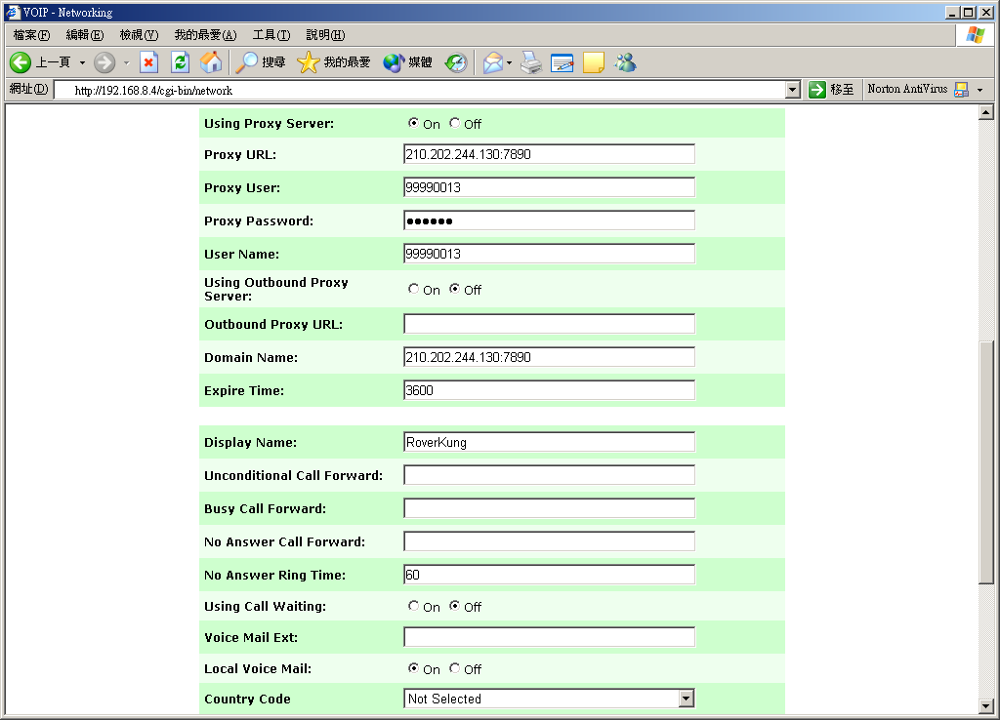 VOIP - Networking
檔案(F) 編輯(E) 檢視(V) 我的最愛(A) 工具(T) 說明(H)
上一頁 搜尋 我的最愛 媒體
網址(D) http://192.168.8.4/cgi-bin/network 移至 Norton AntiVirus
Using Proxy Server: On Off
Proxy URL: 210.202.244.130:7890
Proxy User: 99990013
Proxy Password: ●●●●●●
User Name: 99990013
Using Outbound Proxy
Server: On Off
Outbound Proxy URL:
Domain Name: 210.202.244.130:7890
Expire Time: 3600
Display Name: RoverKung
Unconditional Call Forward:
Busy Call Forward:
No Answer Call Forward:
No Answer Ring Time: 60
Using Call Waiting: On Off
Voice Mail Ext:
Local Voice Mail: On Off
Country Code Not Selected